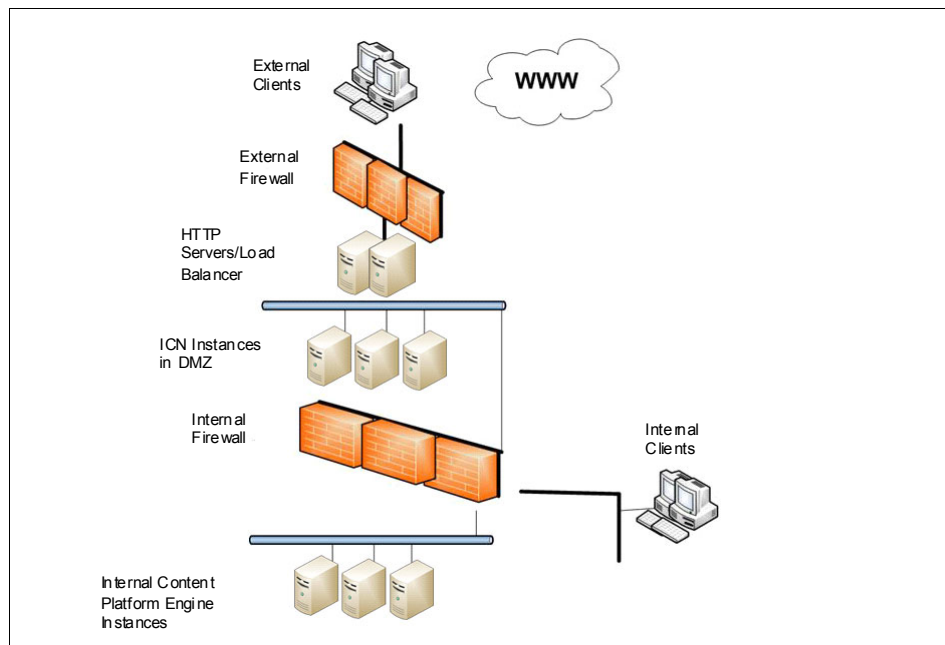 External
Clients
WWW
External
Firewall
HTTP
Servers/Load
Balancer
ICN Instances
in DMZ
Internal
Firewall
Internal
Clients
Internal Content
Platform Engine
Instances